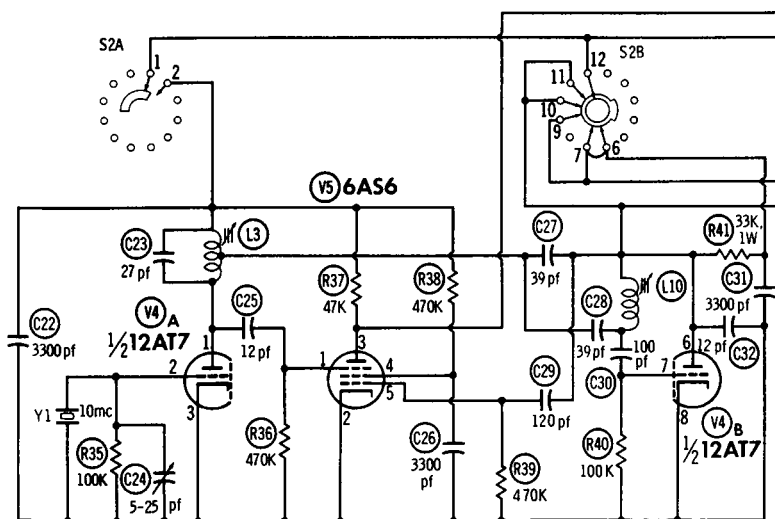 S2A
1
2
S2B
12
11
10
9
7
6
V5 6AS6
C23
27 pf
L3
C27
39 pf
R41 33K,
1W
R37
47K
R38
470K
C31
3300 pf
C22
3300 pf
V4 A
½ 12AT7
C25
12 pf
C28
39 pf
L10
100
pf
C30
12 pf
C32
1
2
3
3
1
4
5
2
6
7
8
C29
120 pf
V4 B
½ 12AT7
Y1
10mc
R35
100K
C24
5-25 pf
R36
470K
C26
3300
pf
R39
470K
R40
100K